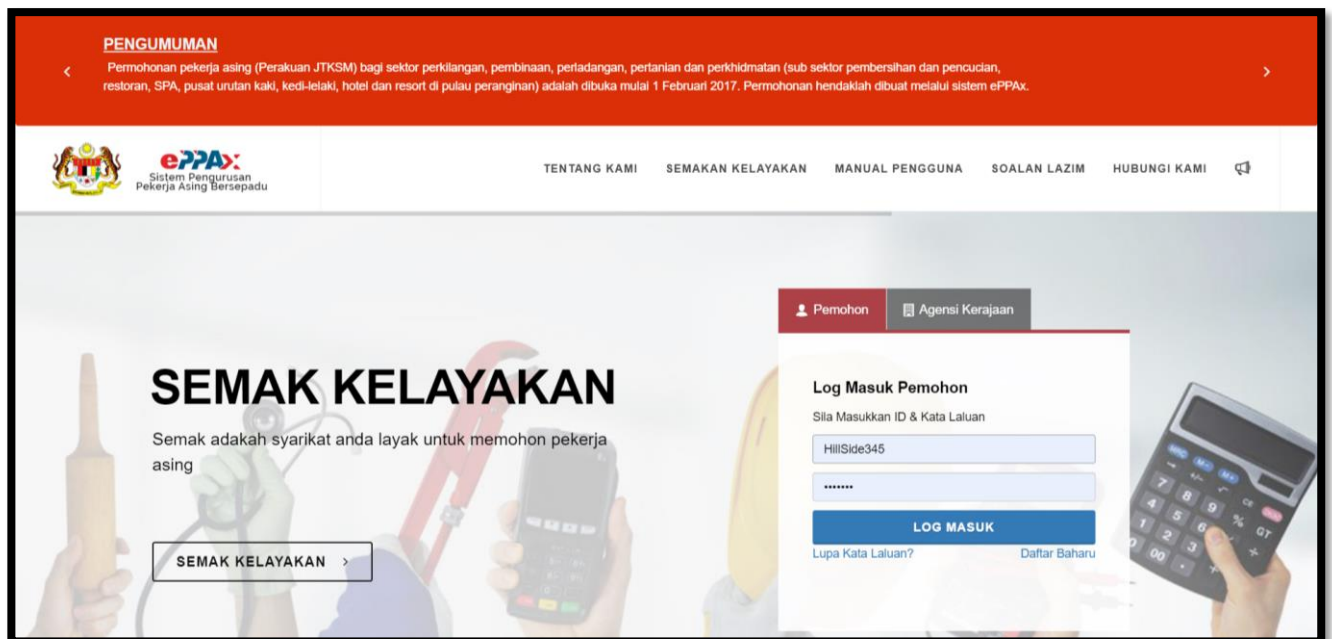 PENGUMUMAN
Permohonan pekerja asing (Perakuan JTKSM) bagi sektor perkilangan, pembinaan, perladangan, pertanian dan perkhidmatan (sub sektor pembersihan dan pencucian,
restoran, SPA, pusat urutan kaki, kedi-lelaki, hotel dan resort di pulau peranginan) adalah dibuka mulai 1 Februari 2017. Permohonan hendaklah dibuat melalui sistem ePPAx.
ePPAx
Sistem Pengurusan
Pekerja Asing Bersepadu
TENTANG KAMI SEMAKAN KELAYAKAN MANUAL PENGGUNA SOALAN LAZIM HUBUNGI KAMI
Pemohon Agensi Kerajaan
SEMAK KELAYAKAN
Semak adakah syarikat anda layak untuk memohon pekerja
asing
SEMAK KELAYAKAN >
Log Masuk Pemohon
Sila Masukkan ID & Kata Laluan
HillSide345
•••••••
LOG MASUK
Lupa Kata Laluan? Daftar Baharu